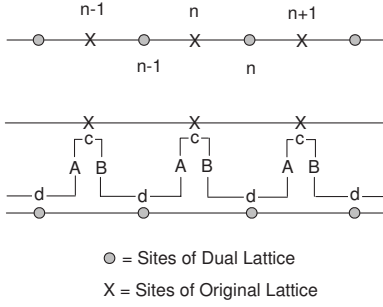 n-1 n n+1
X X X
n-1 n
X X X
c c c
A B A B A B
d d d d
= Sites of Dual Lattice
X = Sites of Original Lattice